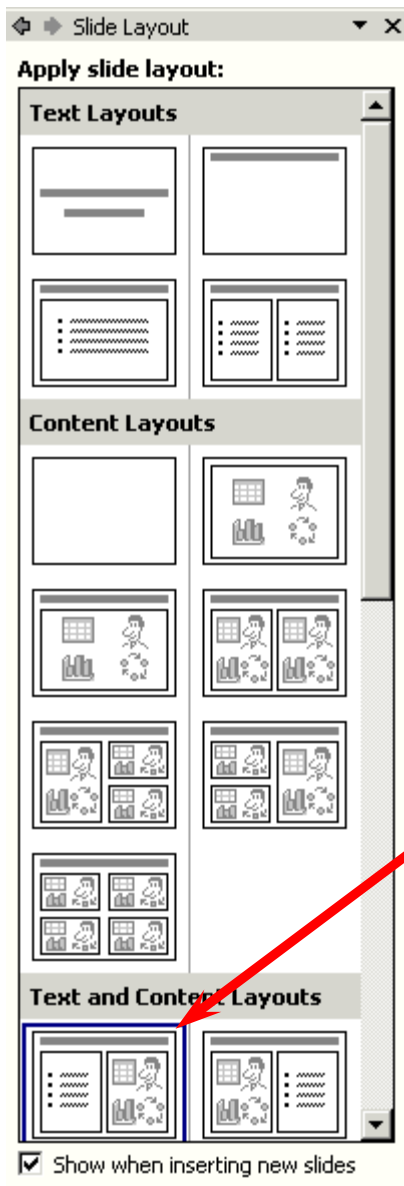 Slide Layout
Apply slide layout:
Text Layouts
Content Layouts
Text and Content Layouts
Show when inserting new slides